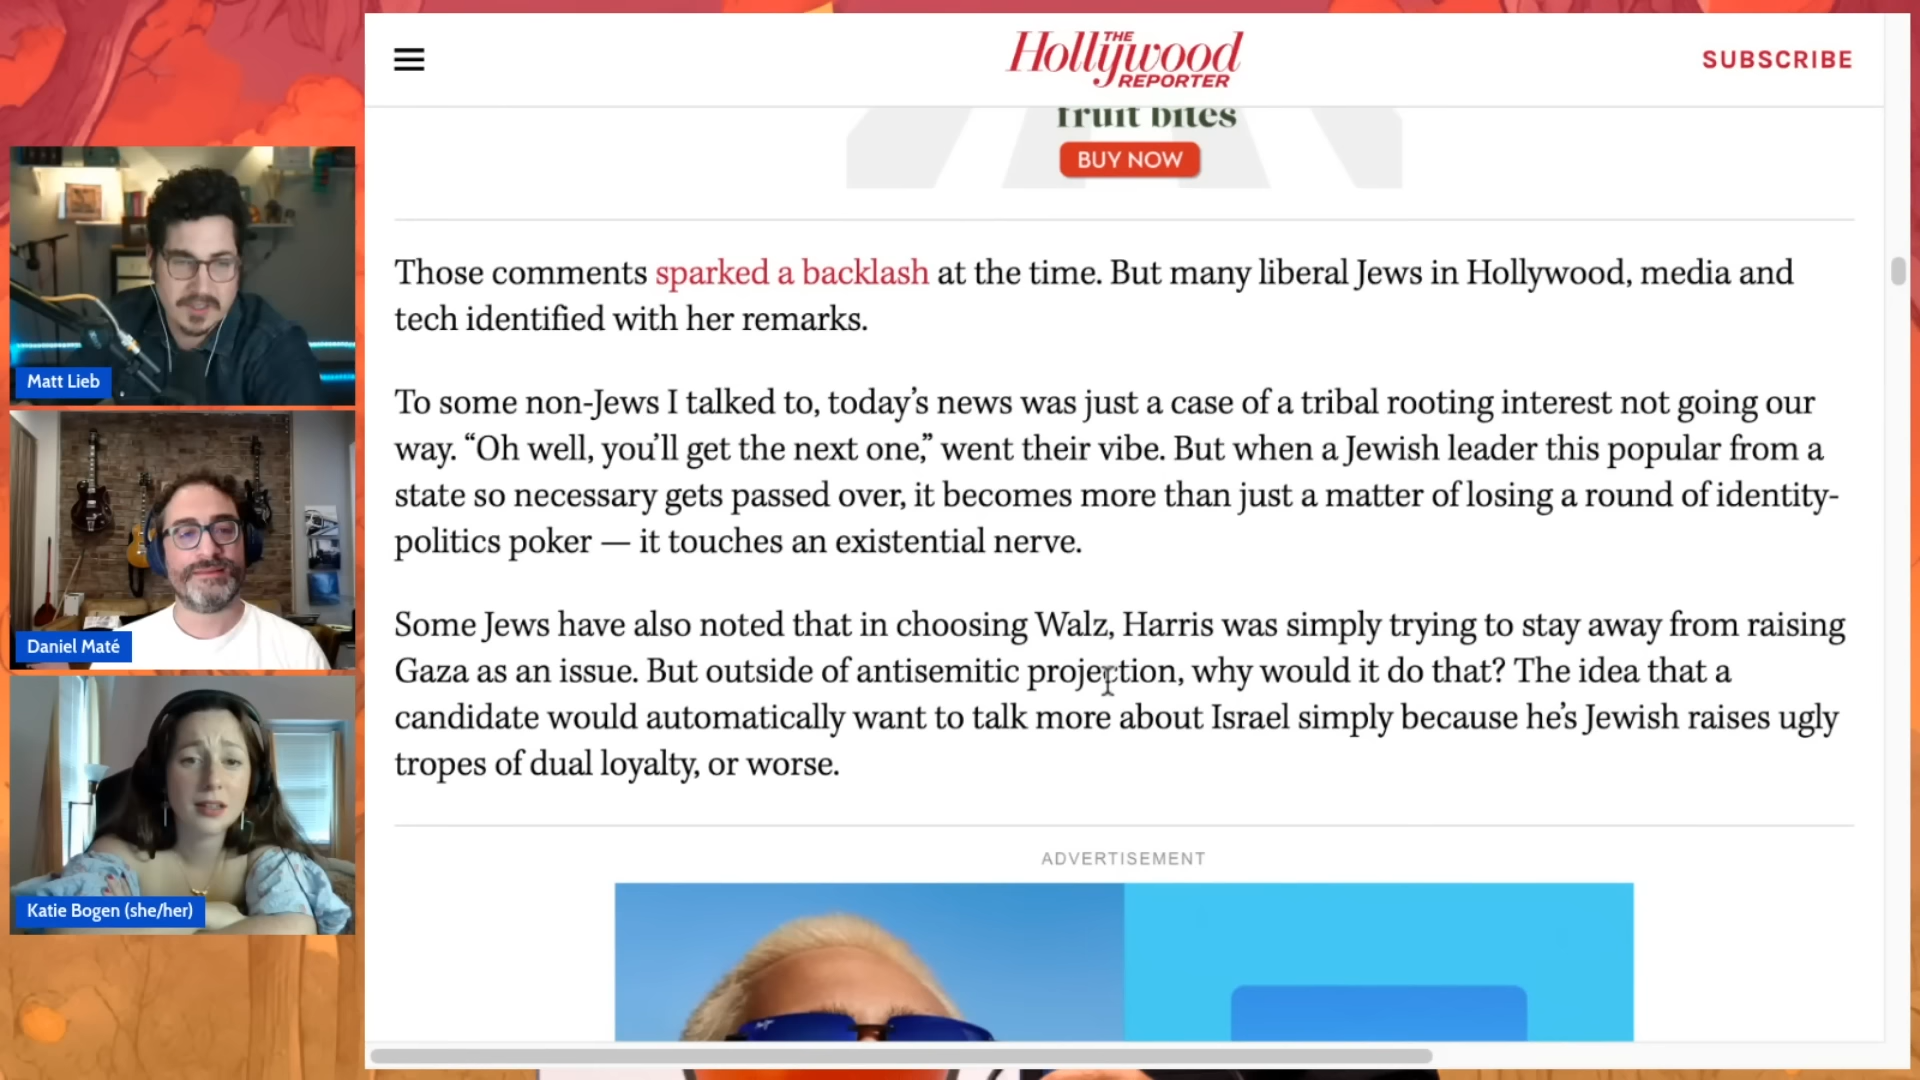 THE
Hollywood
REPORTER
SUBSCRIBE
fruit bites
BUY NOW
Those comments sparked a backlash at the time. But many liberal Jews in Hollywood, media and
tech identified with her remarks.
To some non-Jews I talked to, today’s news was just a case of a tribal rooting interest not going our
way. “Oh well, you’ll get the next one,” went their vibe. But when a Jewish leader this popular from a
state so necessary gets passed over, it becomes more than just a matter of losing a round of identity-
politics poker — it touches an existential nerve.
Some Jews have also noted that in choosing Walz, Harris was simply trying to stay away from raising
Gaza as an issue. But outside of antisemitic projection, why would it do that? The idea that a
candidate would automatically want to talk more about Israel simply because he’s Jewish raises ugly
tropes of dual loyalty, or worse.
ADVERTISEMENT
Matt Lieb
Daniel Maté
Katie Bogen (she/her)